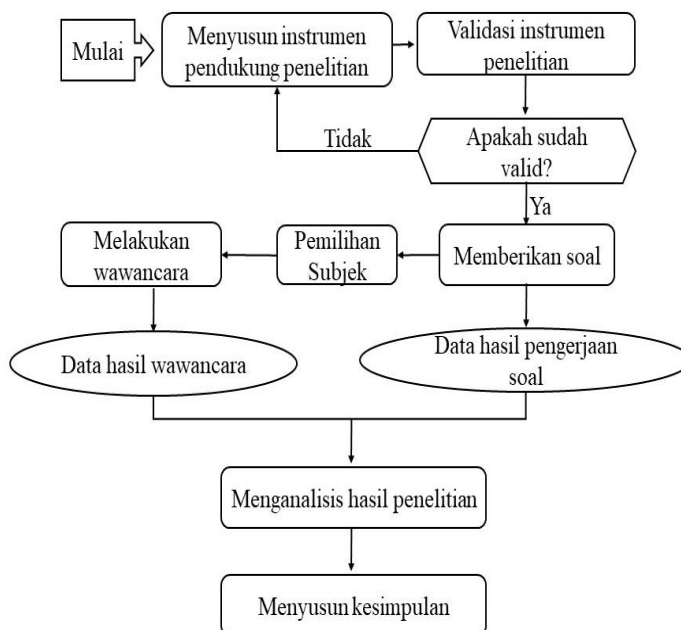 Mulai
Menyusun instrumen
pendukung penelitian
Validasi instrumen
penelitian
Apakah sudah
valid?
Tidak
Ya
Memberikan soal
Pemilihan
Subjek
Melakukan
wawancara
Data hasil wawancara
Data hasil pengerjaan
soal
Menganalisis hasil penelitian
Menyusun kesimpulan